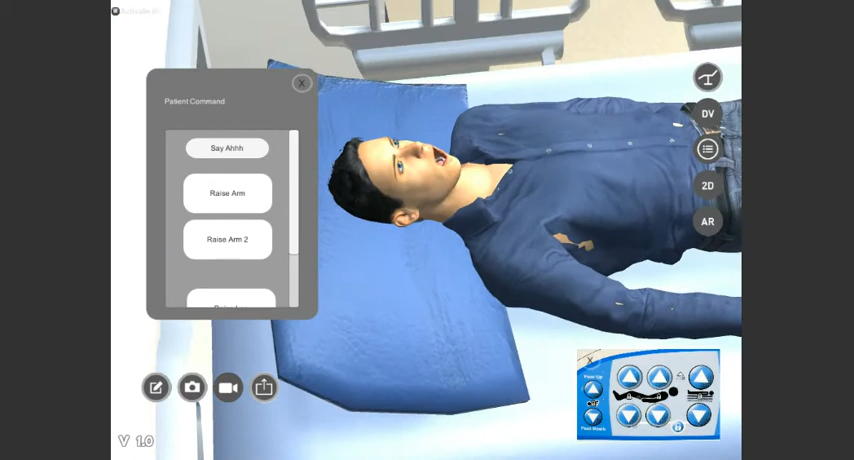 Patient Command
X
Say Ahhh
Raise Arm
Raise Arm 2
DV
2D
AR
X
V 1.0